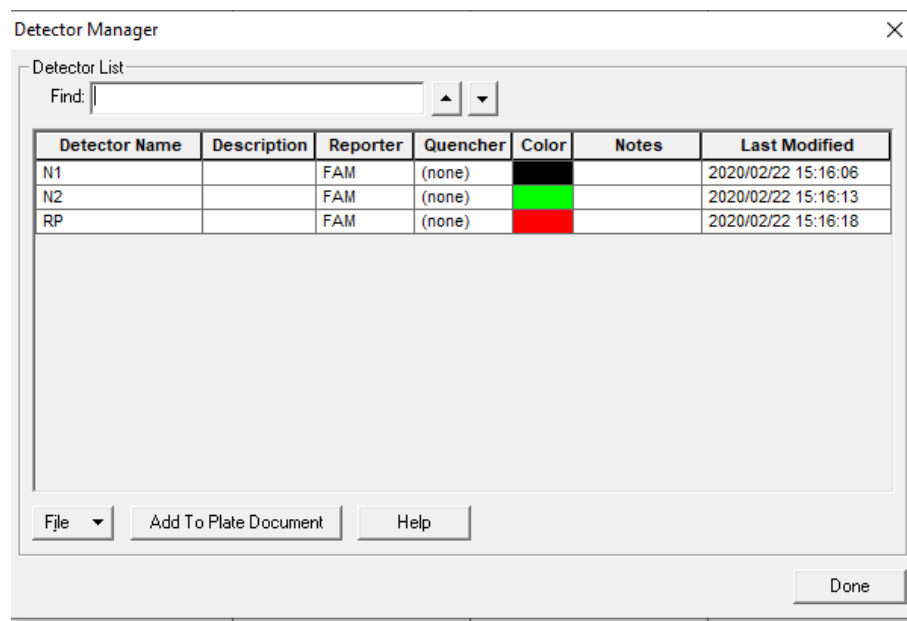 Detector Manager
Detector List
Find:
Detector Name Description Reporter Quencher Color Notes Last Modified
N1 FAM (none) 2020/02/22 15:16:06
N2 FAM (none) 2020/02/22 15:16:13
RP FAM (none) 2020/02/22 15:16:18
File Add To Plate Document Help
Done